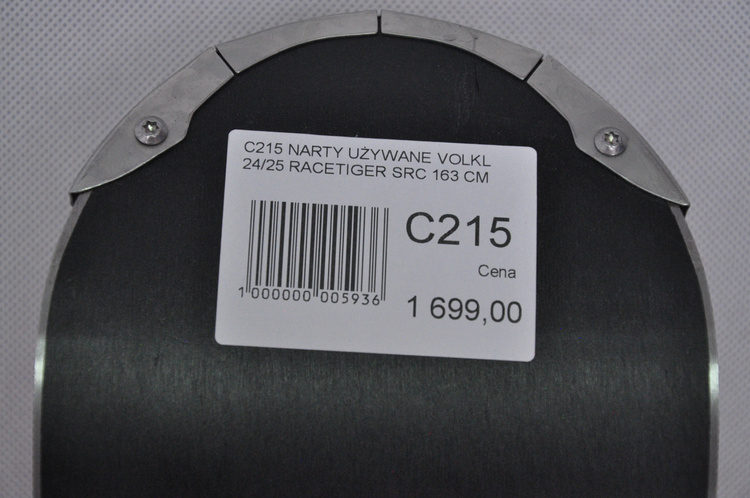 C215 NARTY UŻYWANE VOLKL
24/25 RACETIGER SRC 163 CM
C215
Cena
1 699,00
1 000000 005936